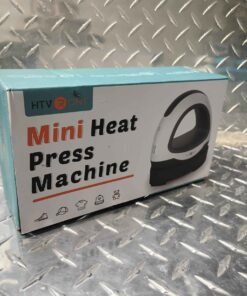 HTV
Mini Heat
Press
Machine